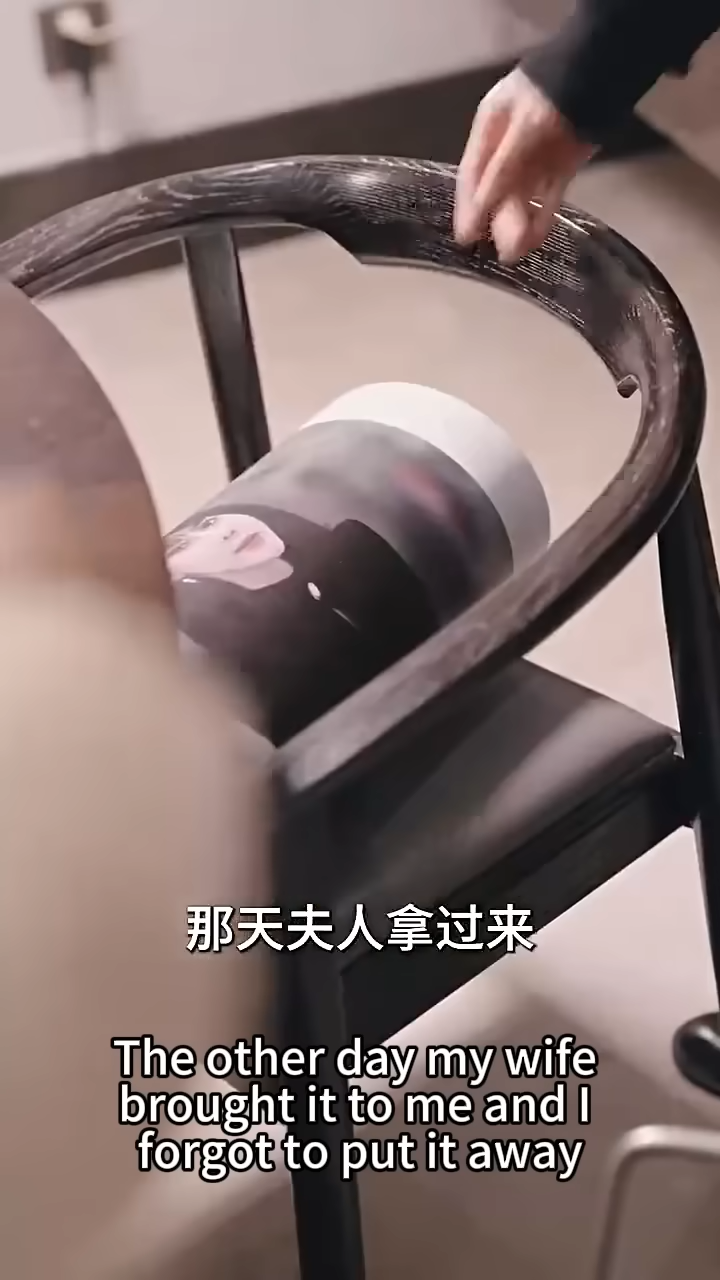 那天夫人拿过来
The other day my wife
brought it to me and I
forgot to put it away